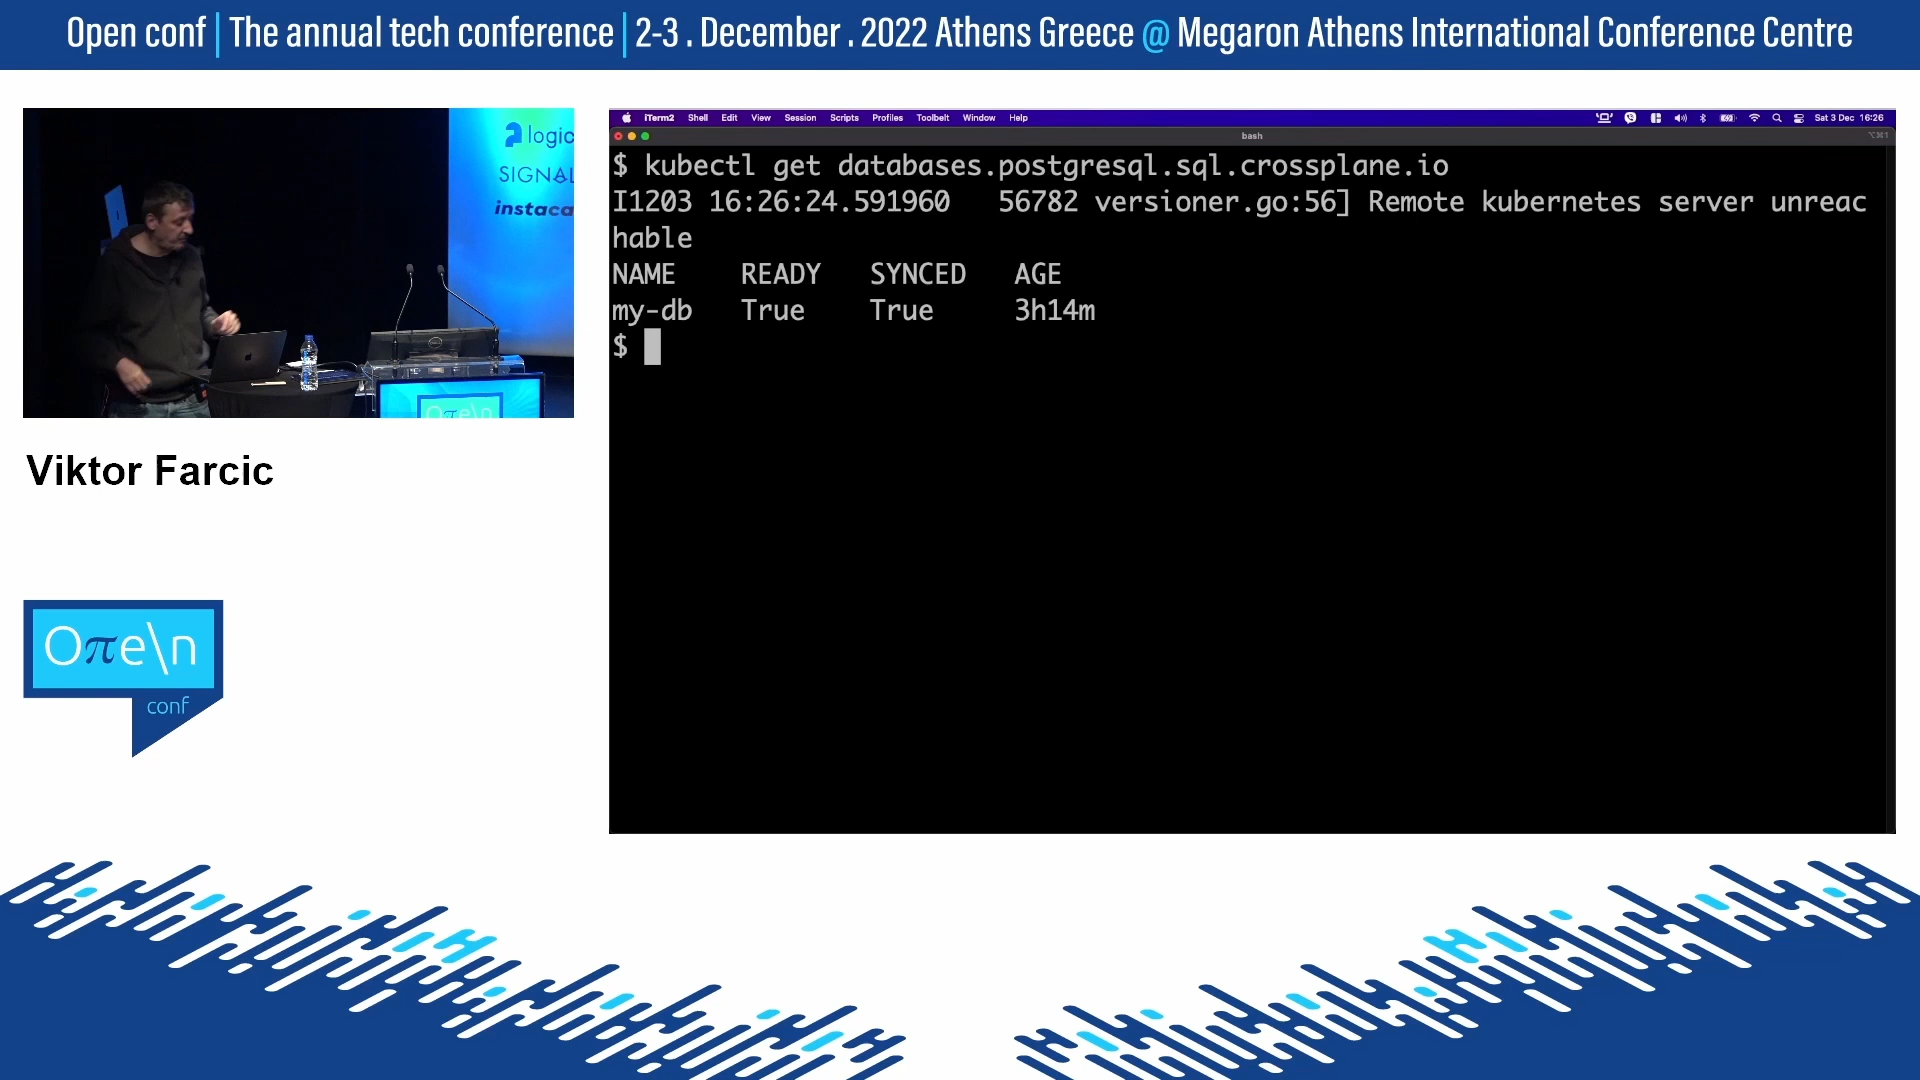 Open conf | The annual tech conference | 2-3 . December . 2022 Athens Greece @ Megaron Athens International Conference Centre
logic
SIGNAL
instaca
Oπe\n
Viktor Farcic
Oπe\n
conf
iTerm2 Shell Edit View Session Scripts Profiles Toolbelt Window Help Sat 3 Dec 16:26
bash ⌥⌘1
$ kubectl get databases.postgresql.sql.crossplane.io
I1203 16:26:24.591960 56782 versioner.go:56] Remote kubernetes server unreac
hable
NAME READY SYNCED AGE
my-db True True 3h14m
$